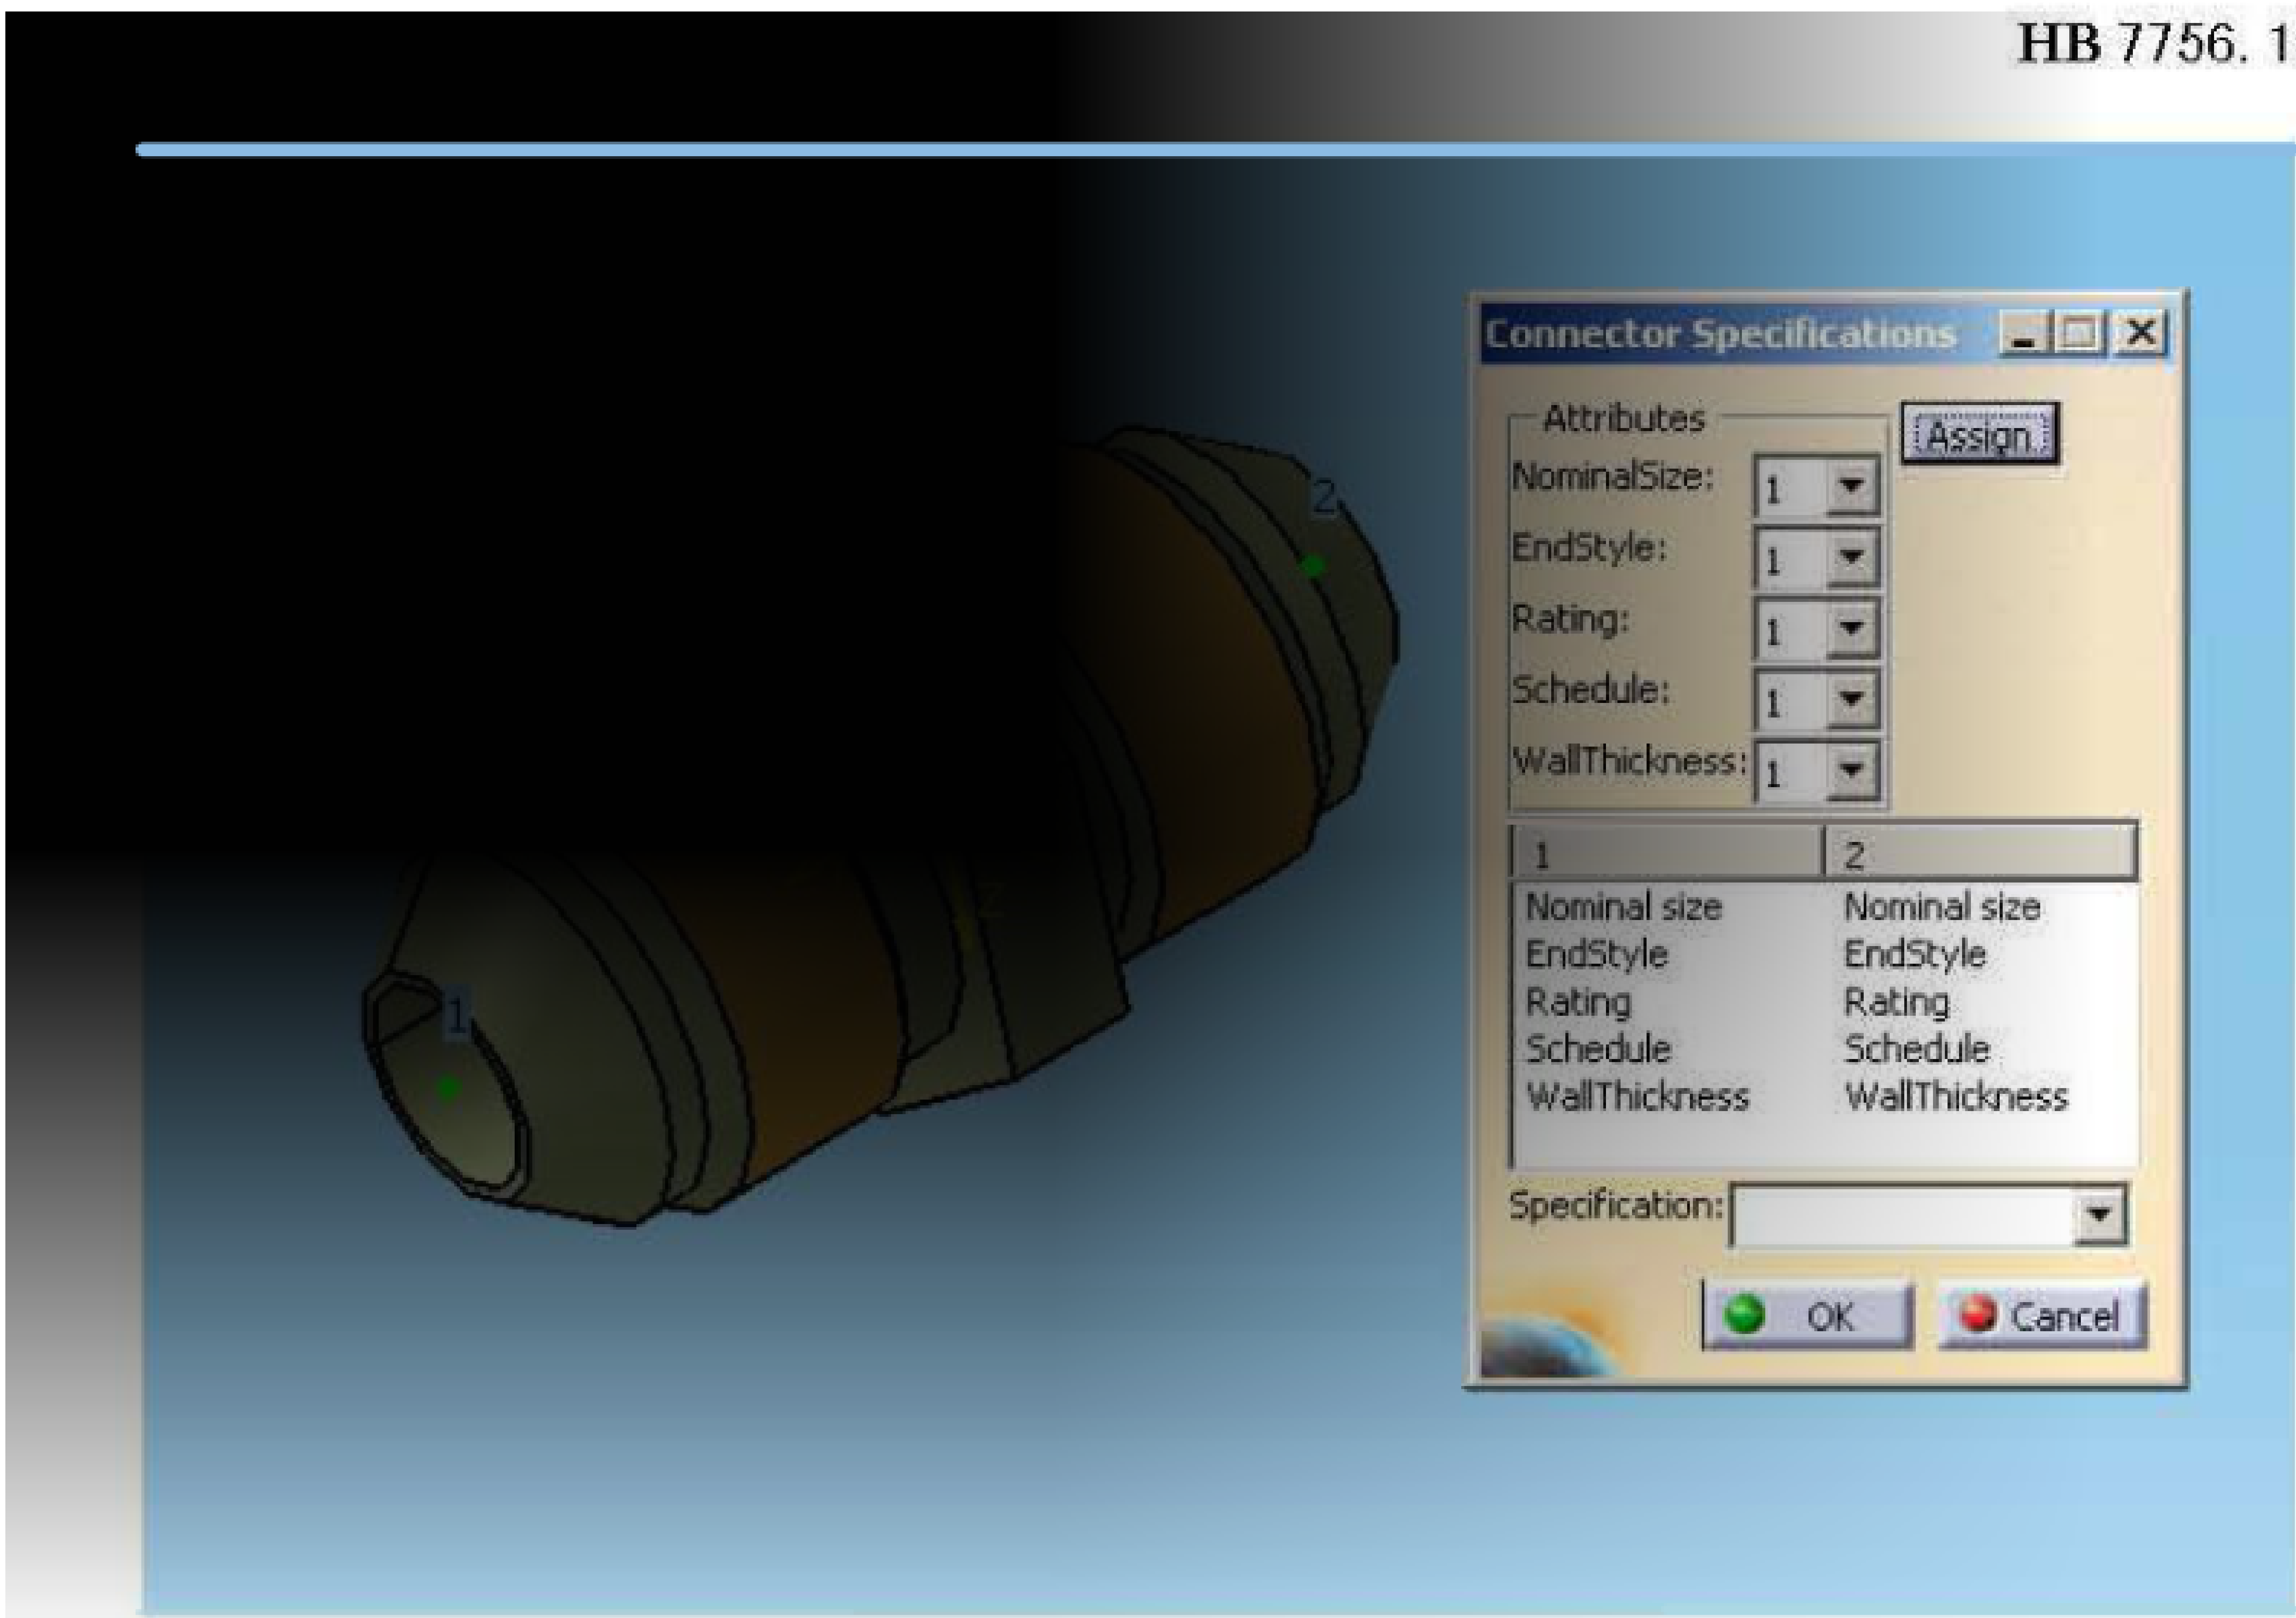 HB 7756. 1
Connector Specifications
Attributes
Assign
NominalSize: 1
EndStyle: 1
Rating: 1
Schedule: 1
WallThickness: 1
1 2
Nominal size Nominal size
EndStyle EndStyle
Rating Rating
Schedule Schedule
WallThickness WallThickness
Specification:
OK Cancel
2
1